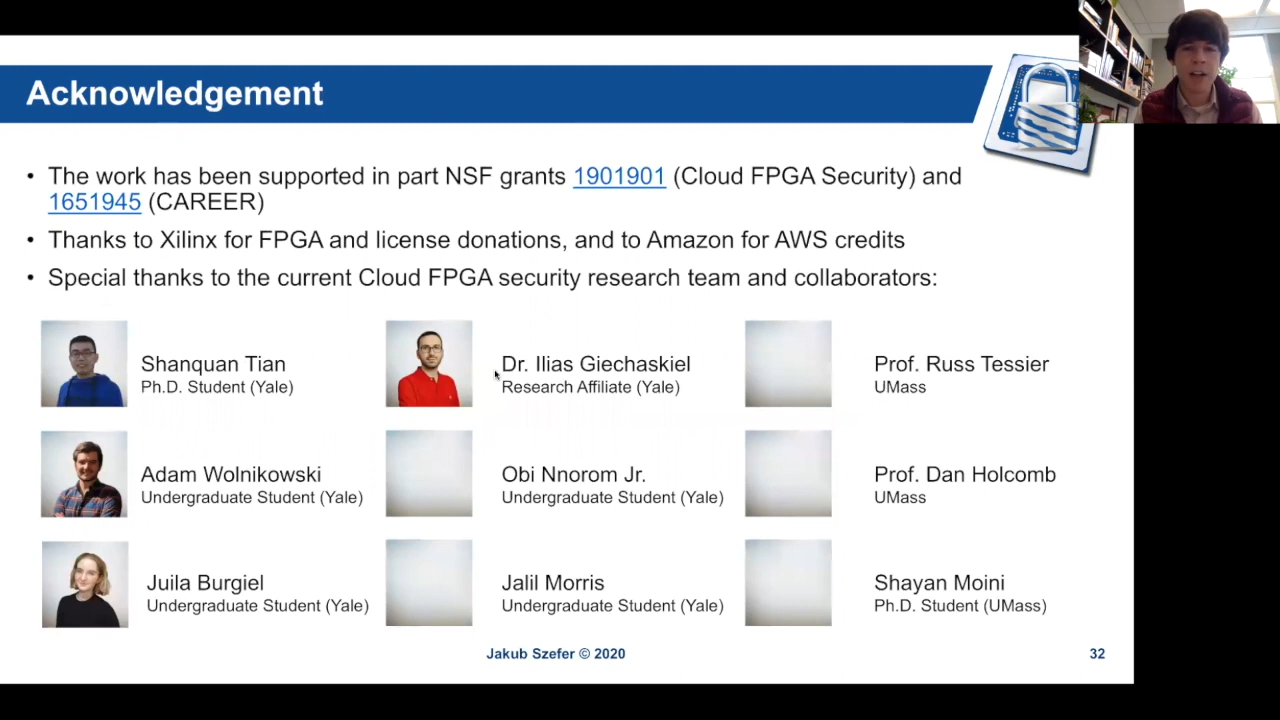 Acknowledgement
• The work has been supported in part NSF grants 1901901 (Cloud FPGA Security) and
1651945 (CAREER)
• Thanks to Xilinx for FPGA and license donations, and to Amazon for AWS credits
• Special thanks to the current Cloud FPGA security research team and collaborators:
Shanquan Tian
Ph.D. Student (Yale)
Dr. Ilias Giechaskiel
Research Affiliate (Yale)
Prof. Russ Tessier
UMass
Adam Wolnikowski
Undergraduate Student (Yale)
Obi Nnorom Jr.
Undergraduate Student (Yale)
Prof. Dan Holcomb
UMass
Juila Burgiel
Undergraduate Student (Yale)
Jalil Morris
Undergraduate Student (Yale)
Shayan Moini
Ph.D. Student (UMass)
Jakub Szefer © 2020
32